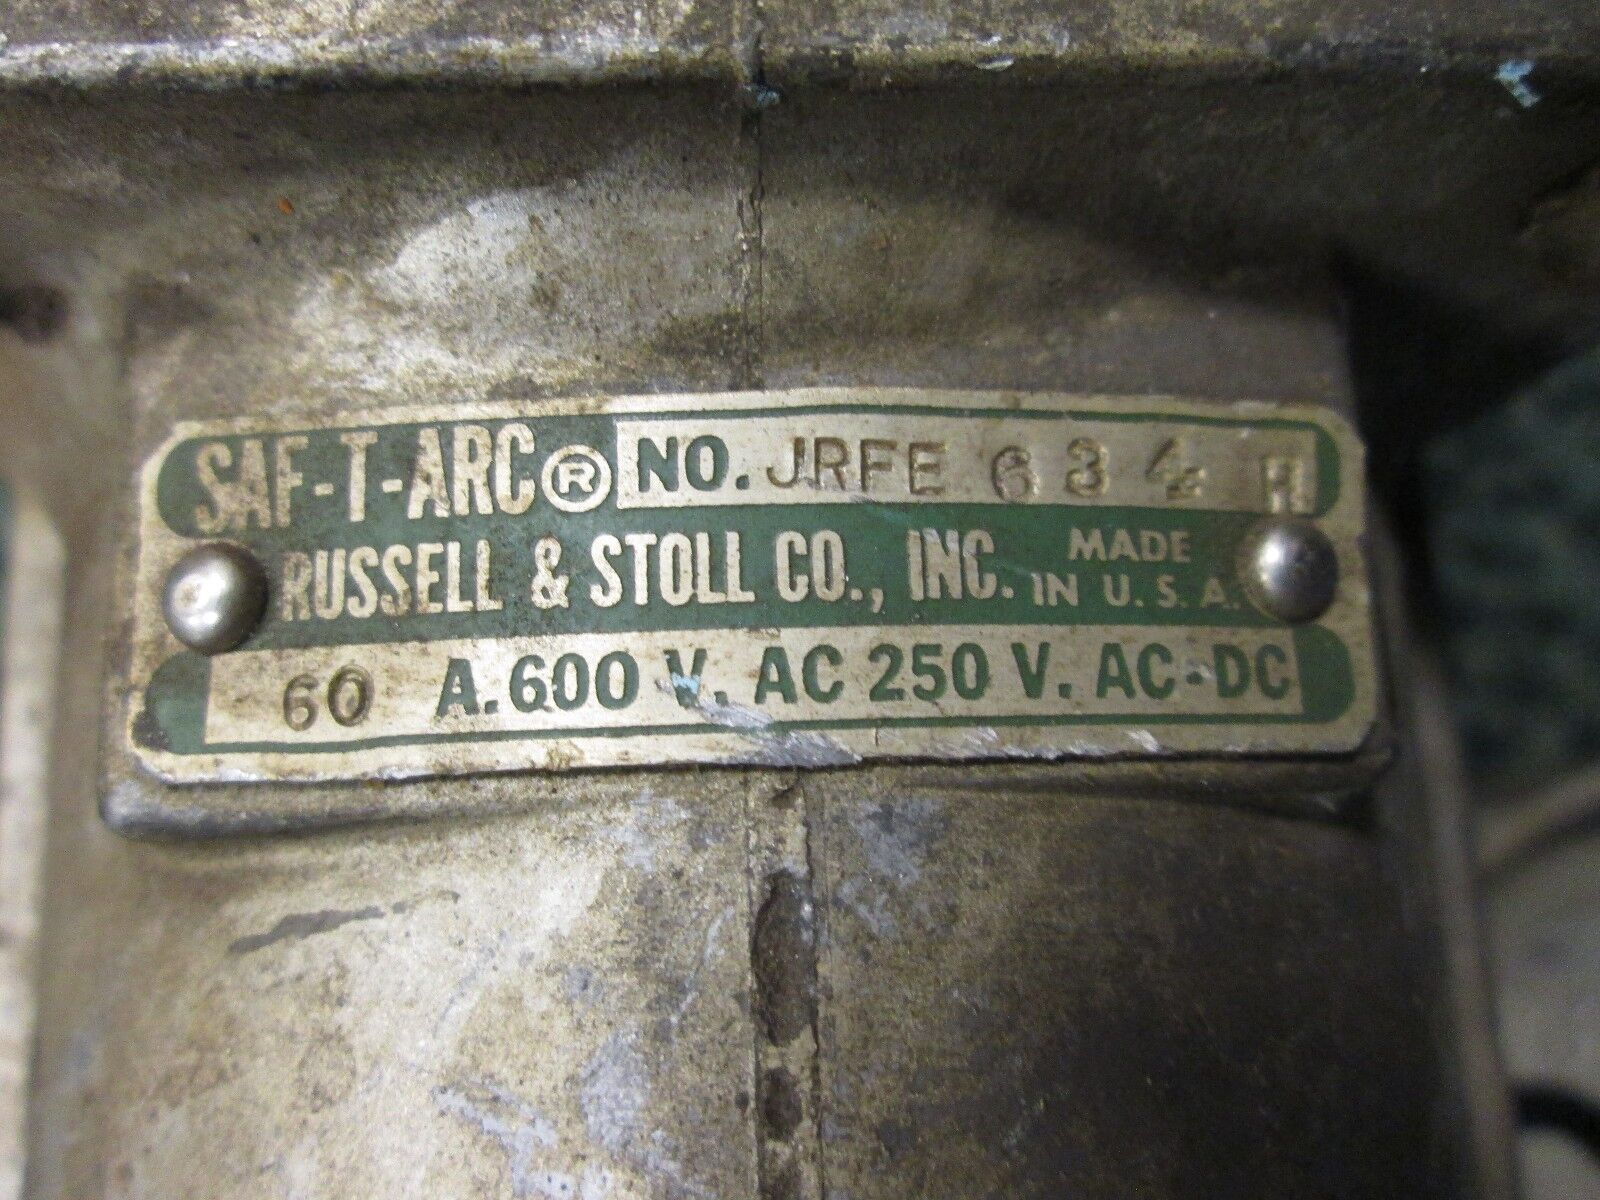 SAF-T-ARC® NO. JRFE 634 H
RUSSELL & STOLL CO., INC. MADE IN U.S.A.
60 A. 600 V. AC 250 V. AC-DC